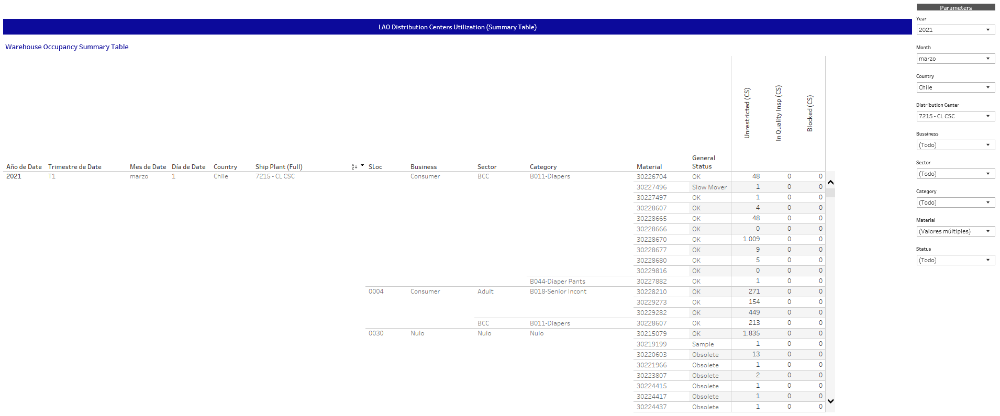 Parameters
LAO Distribution Centers Utilization (Summary Table)
Warehouse Occupancy Summary Table
Year
2021
Month
marzo
Country
Chile
Distribution Center
7215 - CL CSC
Bussiness
(Todo)
Sector
(Todo)
Category
(Todo)
Material
(Valores múltiples)
Status
(Todo)
Unrestricted (CS)
In Quality Insp (CS)
Blocked (CS)
Año de Date Trimestre de Date Mes de Date Día de Date Country Ship Plant (Full) SLoc Business Sector Category Material General Status
2021 T1 marzo 1 Chile 7215 - CL CSC Consumer BCC B011-Diapers 30226704 OK 48 0 0
30227496 Slow Mover 1 0 0
30227497 OK 1 0 0
30228607 OK 4 0 0
30228665 OK 48 0 0
30228666 OK 0 0 0
30228670 OK 1.009 0 0
30228677 OK 9 0 0
30228680 OK 5 0 0
30229816 OK 0 0 0
B044-Diaper Pants 30227882 OK 1 0 0
0004 Consumer Adult B018-Senior Incont 30228210 OK 271 0 0
30229273 OK 154 0 0
30229282 OK 449 0 0
BCC B011-Diapers 30228607 OK 213 0 0
0030 Nulo Nulo Nulo 30215079 OK 1.835 0 0
30219199 Sample 1 0 0
30220603 Obsolete 13 0 0
30221966 Obsolete 1 0 0
30223807 Obsolete 2 0 0
30224415 Obsolete 1 0 0
30224417 Obsolete 1 0 0
30224437 Obsolete 1 0 0